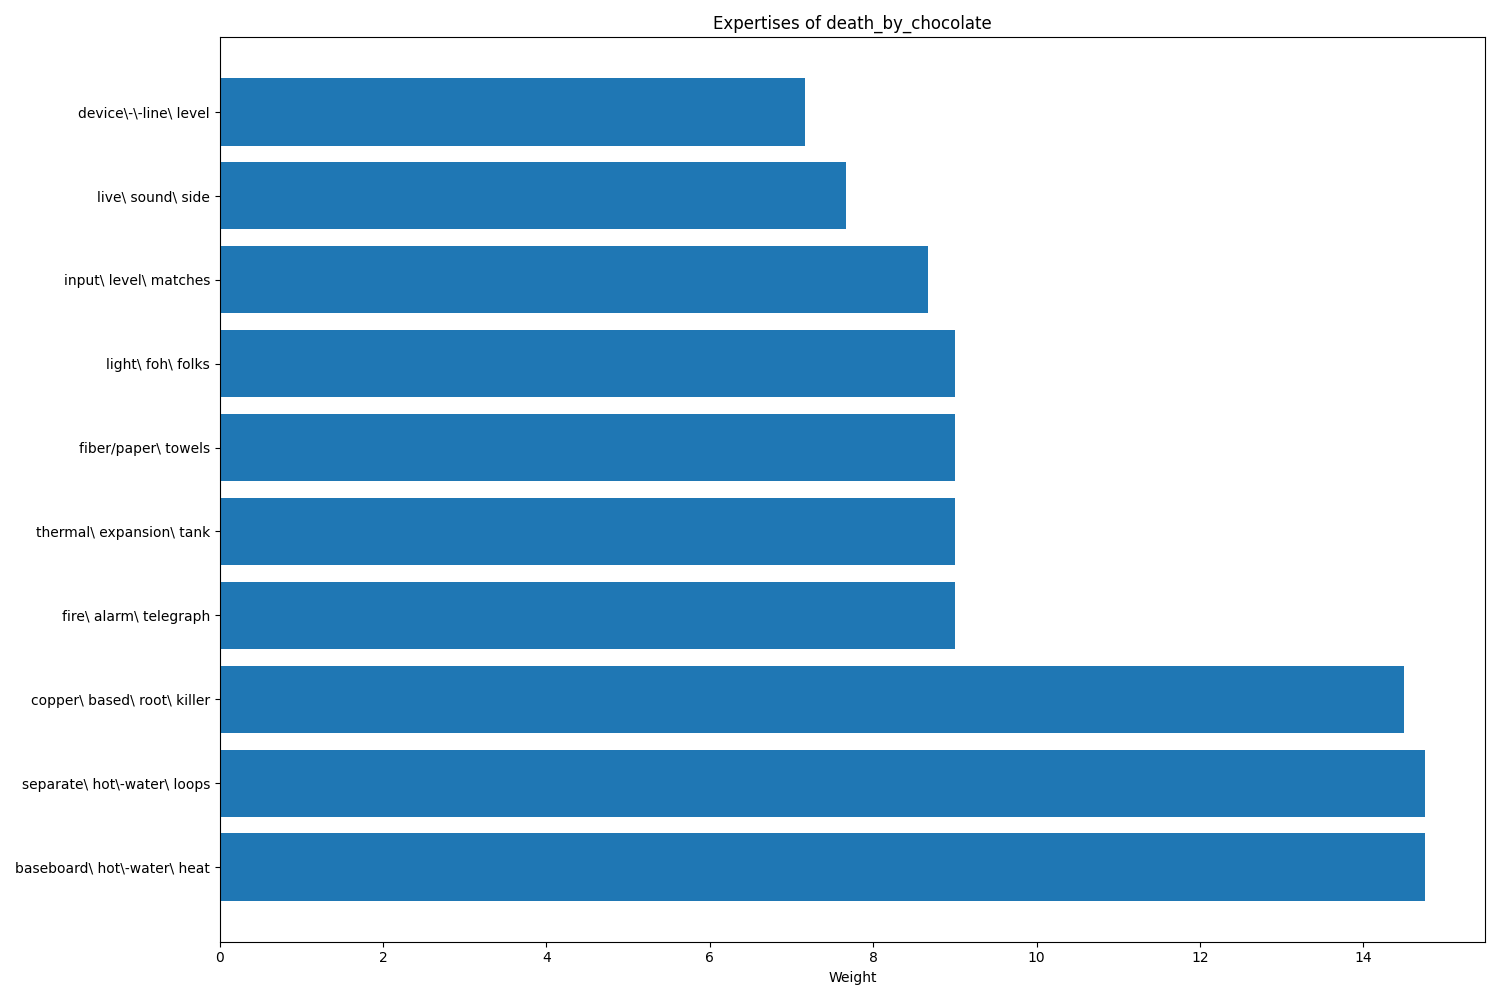 Expertises of death_by_chocolate
device\-\-line\ level
live\ sound\ side
input\ level\ matches
light\ foh\ folks
fiber/paper\ towels
thermal\ expansion\ tank
fire\ alarm\ telegraph
copper\ based\ root\ killer
separate\ hot\-water\ loops
baseboard\ hot\-water\ heat
0 2 4 6 8 10 12 14
Weight